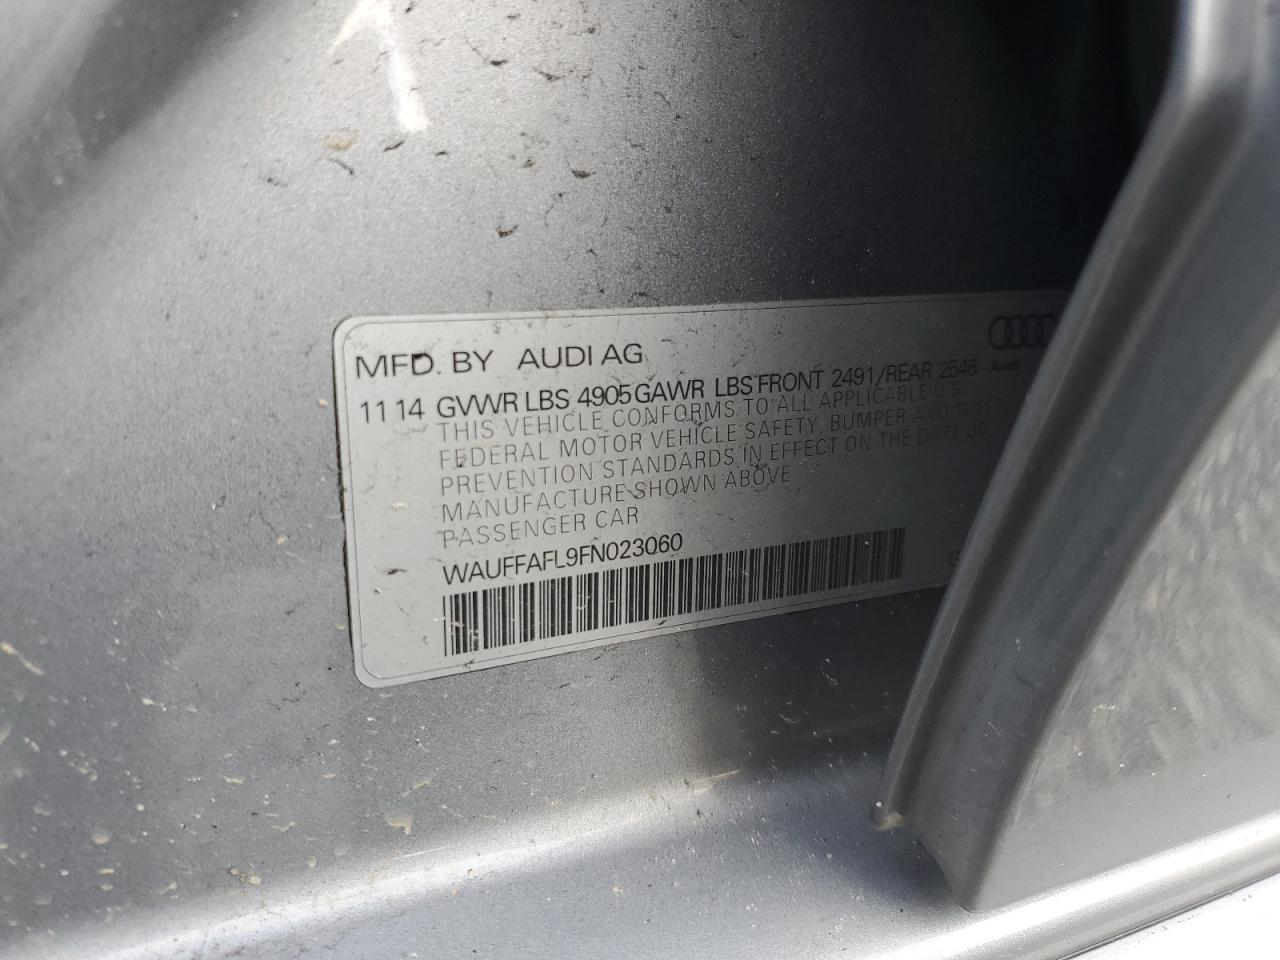 MFD. BY AUDI AG
Audi
11 14 GVWR LBS 4905 GAWR LBS FRONT 2491/REAR 2546
THIS VEHICLE CONFORMS TO ALL APPLICABLE U.S.
FEDERAL MOTOR VEHICLE SAFETY, BUMPER AND THEFT
PREVENTION STANDARDS IN EFFECT ON THE DATE OF
MANUFACTURE SHOWN ABOVE
PASSENGER CAR
WAUFFAFL9FN023060